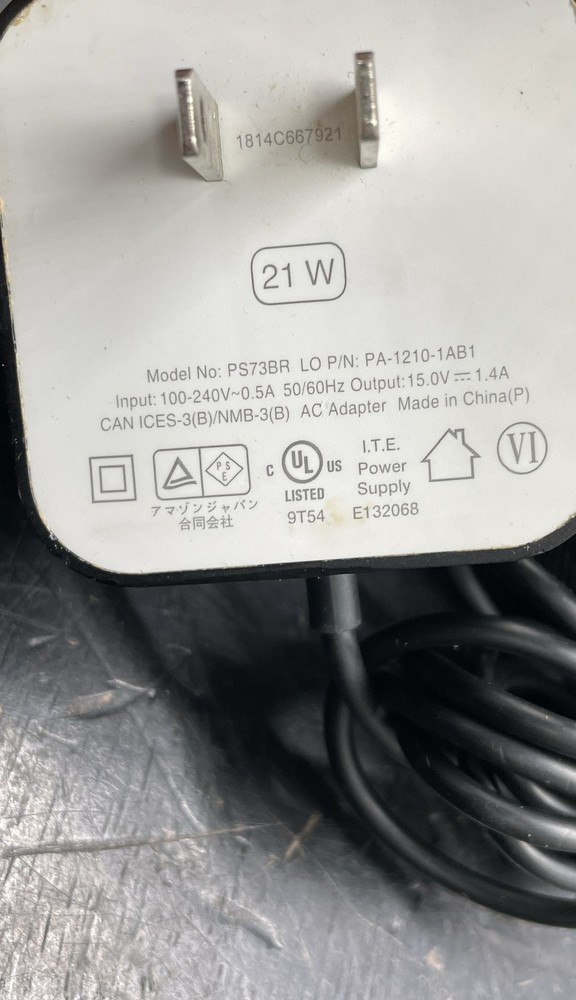 1814C667921
21 W
Model No: PS73BR LO P/N: PA-1210-1AB1
Input: 100-240V~0.5A 50/60Hz Output:15.0V⎓1.4A
CAN ICES-3(B)/NMB-3(B) AC Adapter Made in China(P)
PSE
アマゾンジャパン
合同会社
C UL US
LISTED
9T54
I.T.E.
Power
Supply
E132068
VI